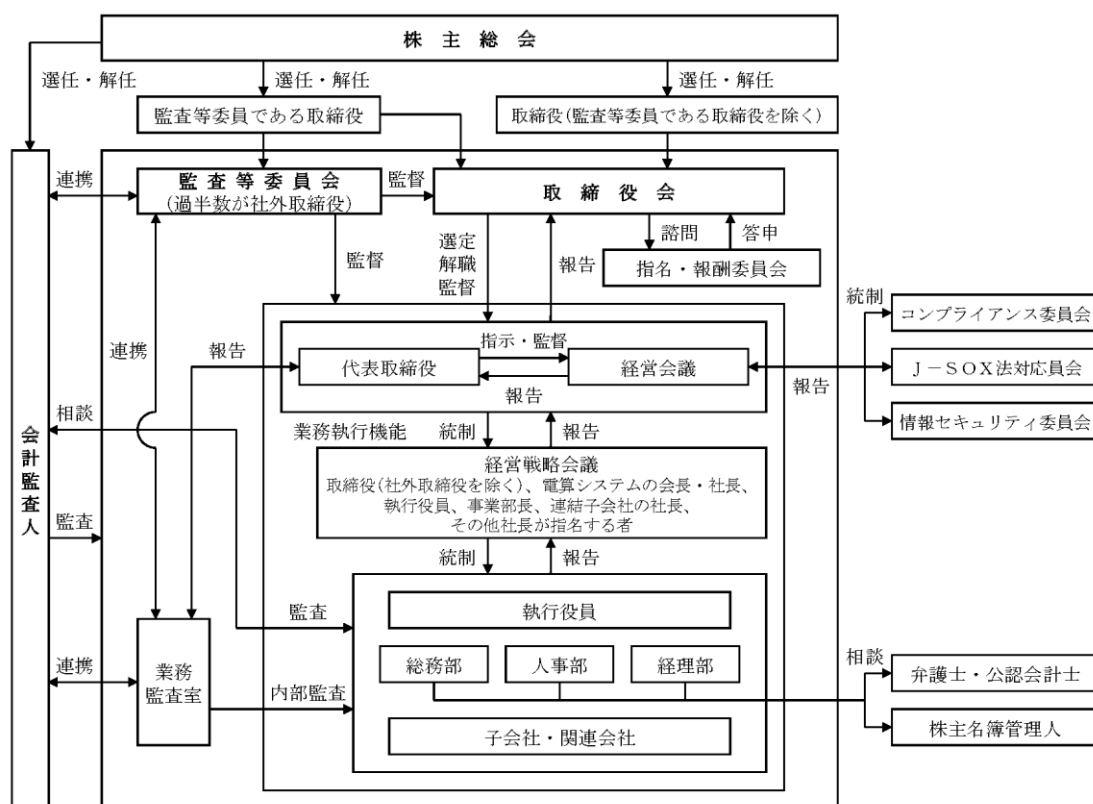 株主総会
選任・解任
選任・解任
選任・解任
監査等委員である取締役
取締役(監査等委員である取締役を除く)
連携
監査等委員会
(過半数が社外取締役)
監督
取締役会
諮問
答申
指名・報酬委員会
監督
選定
解職
監督
報告
統制
コンプライアンス委員会
連携
報告
指示・監督
代表取締役
経営会議
報告
報告
J-SOX法対応員会
情報セキュリティ委員会
相談
業務執行機能
統制
報告
会計監査人
経営戦略会議
取締役(社外取締役を除く)、電算システムの会長・社長、
執行役員、事業部長、連結子会社の社長、
その他社長が指名する者
監査
統制
報告
監査
執行役員
連携
業務
監査室
内部監査
総務部
人事部
経理部
相談
弁護士・公認会計士
株主名簿管理人
子会社・関連会社